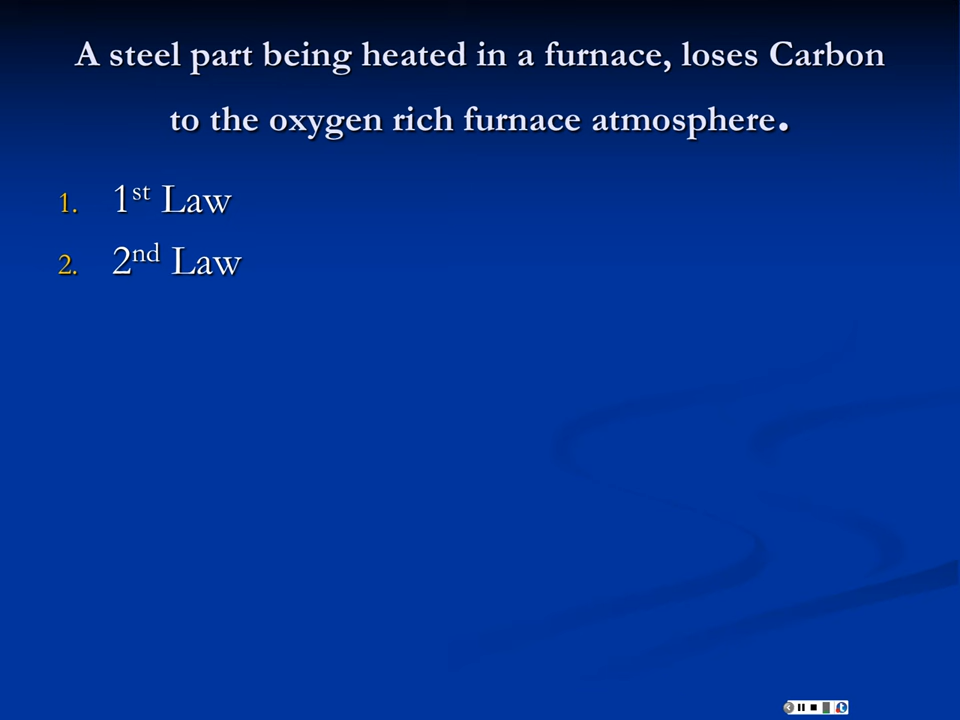 A steel part being heated in a furnace, loses Carbon
to the oxygen rich furnace atmosphere.
1. 1st Law
2. 2nd Law